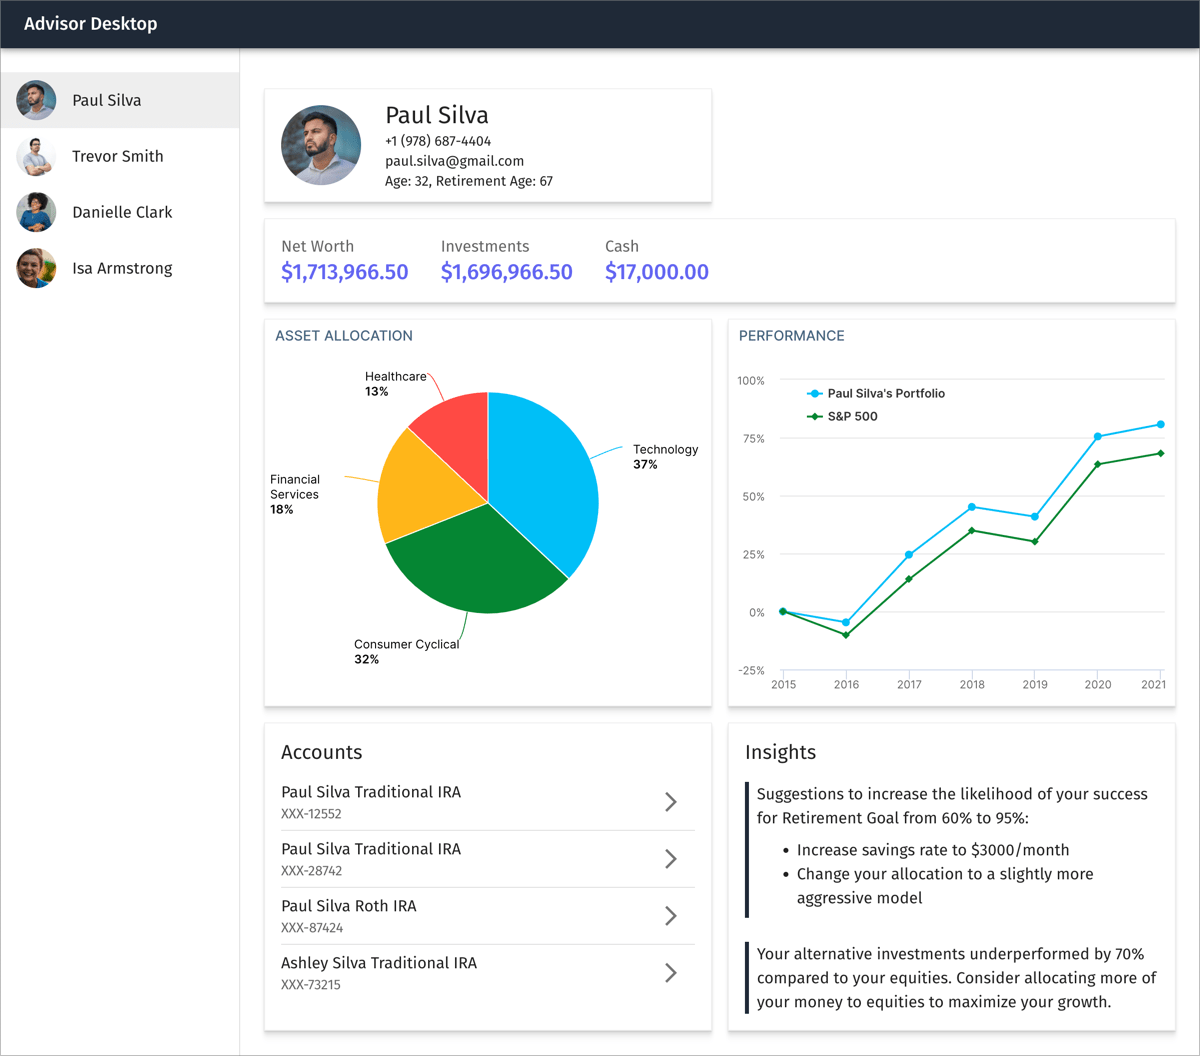 Advisor Desktop
Paul Silva
Trevor Smith
Danielle Clark
Isa Armstrong
Paul Silva
+1 (978) 687-4404
paul.silva@gmail.com
Age: 32, Retirement Age: 67
Net Worth
$1,713,966.50
Investments
$1,696,966.50
Cash
$17,000.00
ASSET ALLOCATION
Healthcare
13%
Technology
37%
Financial
Services
18%
Consumer Cyclical
32%
PERFORMANCE
Paul Silva's Portfolio
S&P 500
100%
75%
50%
25%
0%
-25%
2015
2016
2017
2018
2019
2020
2021
Accounts
Paul Silva Traditional IRA
XXX-12552
Paul Silva Traditional IRA
XXX-28742
Paul Silva Roth IRA
XXX-87424
Ashley Silva Traditional IRA
XXX-73215
Insights
Suggestions to increase the likelihood of your success
for Retirement Goal from 60% to 95%:
• Increase savings rate to $3000/month
• Change your allocation to a slightly more
aggressive model
Your alternative investments underperformed by 70%
compared to your equities. Consider allocating more of
your money to equities to maximize your growth.